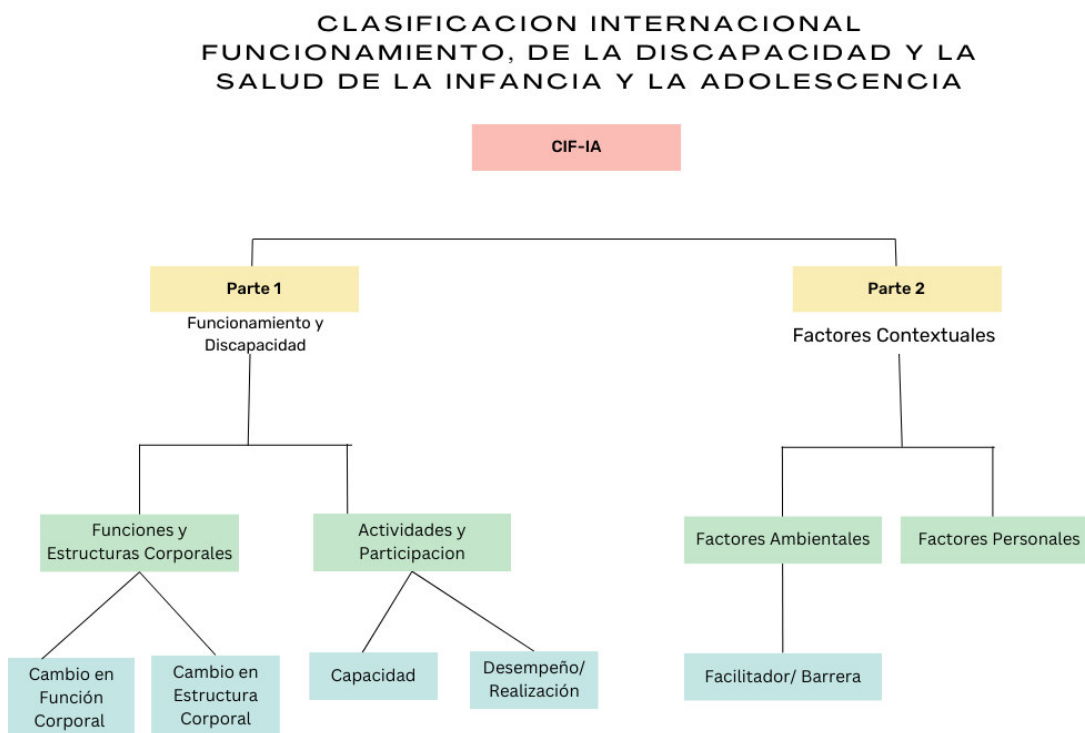 CLASIFICACION INTERNACIONAL
FUNCIONAMIENTO, DE LA DISCAPACIDAD Y LA
SALUD DE LA INFANCIA Y LA ADOLESCENCIA
CIF-IA
Parte 1
Funcionamiento y
Discapacidad
Parte 2
Factores Contextuales
Funciones y
Estructuras Corporales
Actividades y
Participacion
Factores Ambientales
Factores Personales
Cambio en
Función
Corporal
Cambio en
Estructura
Corporal
Capacidad
Desempeño/
Realización
Facilitador/ Barrera